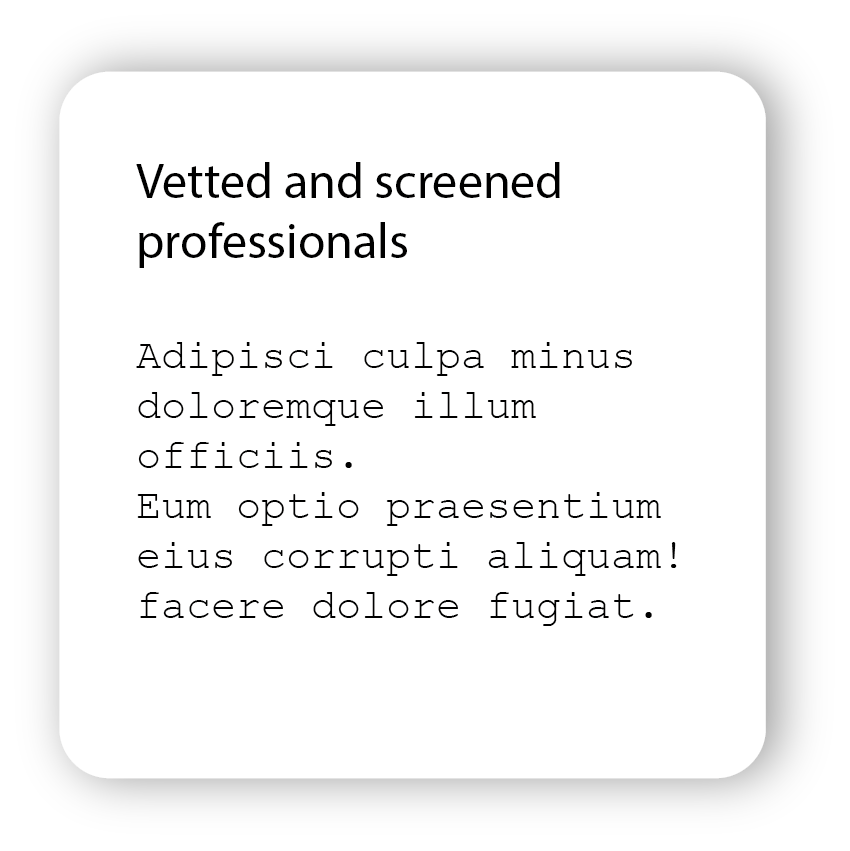 Vetted and screened
professionals
Adipisci culpa minus
doloremque illum
officiis.
Eum optio praesentium
eius corrupti aliquam!
facere dolore fugiat.